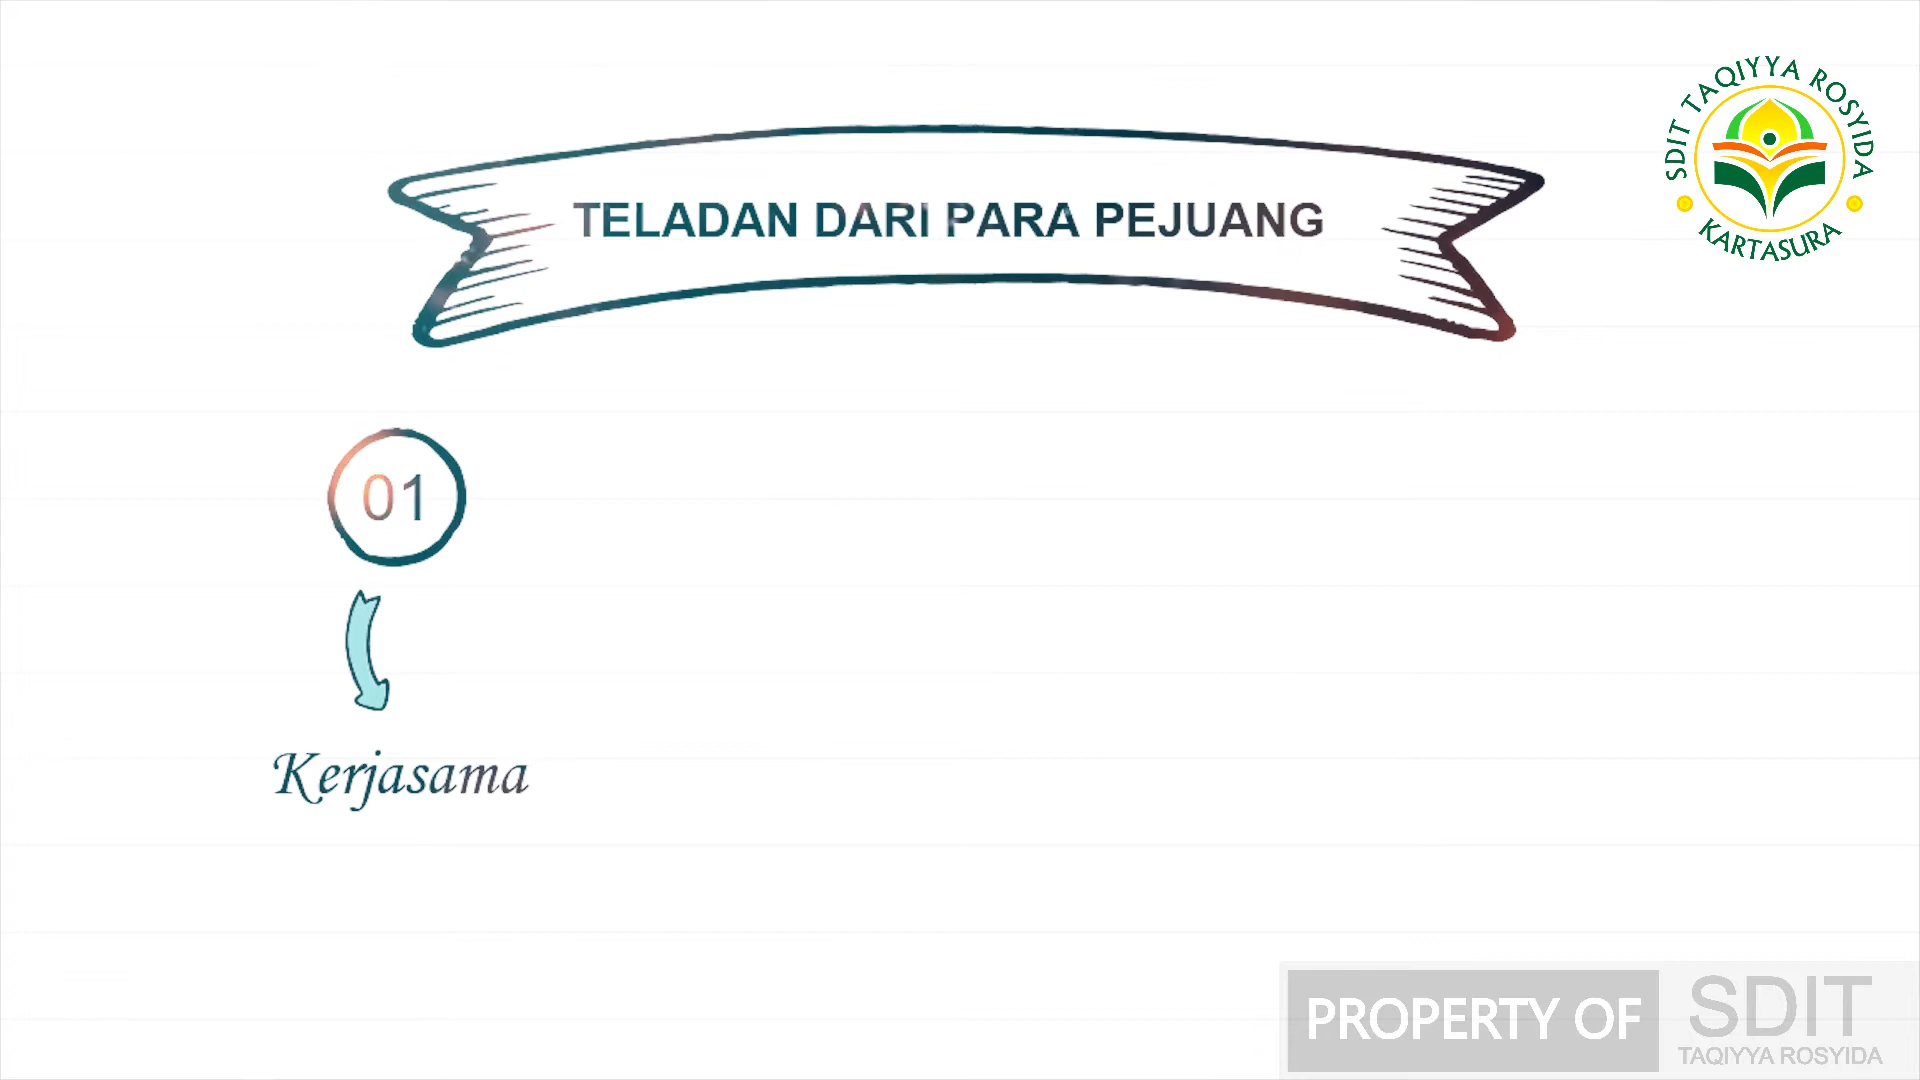 SDIT TAQIYYA ROSYIDA
KARTASURA
TELADAN DARI PARA PEJUANG
01
Kerjasama
PROPERTY OF
SDIT
TAQIYYA ROSYIDA